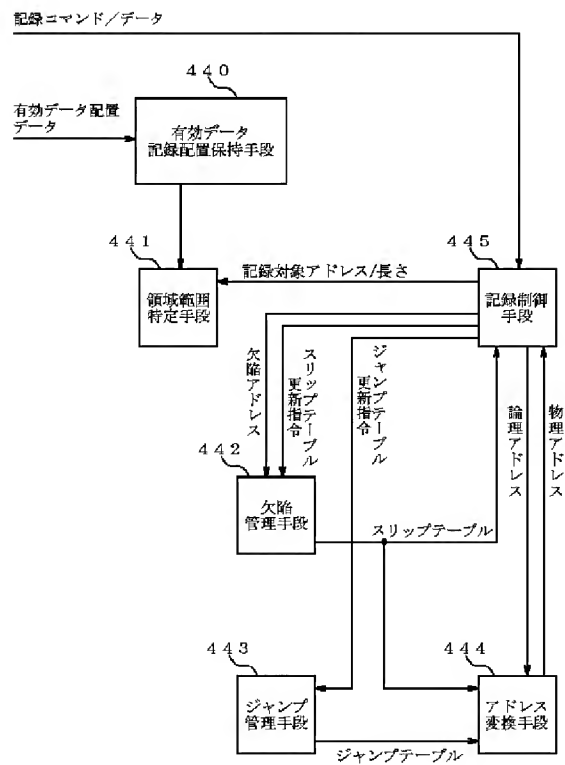 記録コマンド／データ
４４０
有効データ配置
データ
有効データ
記録配置保持手段
４４１
領域範囲
特定手段
記録対象アドレス/長さ
４４５
記録制御
手段
欠陥アドレス
スリップテーブル
更新指令
ジャンプテーブル
更新指令
論理アドレス
物理アドレス
４４２
欠陥
管理手段
スリップテーブル
４４３
ジャンプ
管理手段
４４４
アドレス
変換手段
ジャンプテーブル